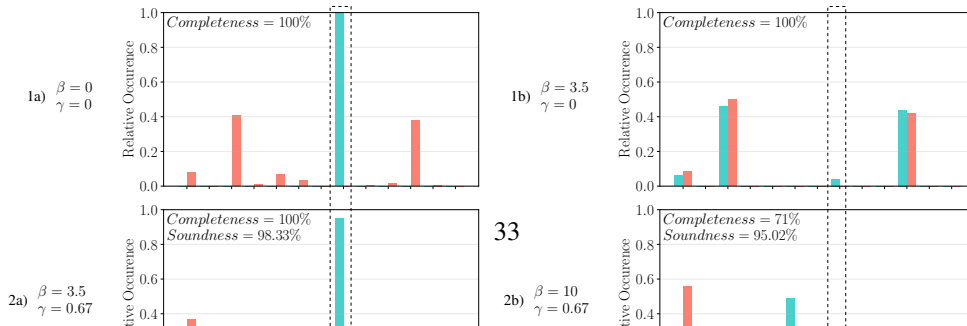 1a) β = 0
γ = 0
Relative Occurence
1.0
0.8
0.6
0.4
0.2
0.0
Completeness = 100%
1b) β = 3.5
γ = 0
Relative Occurence
1.0
0.8
0.6
0.4
0.2
0.0
Completeness = 100%
33
2a) β = 3.5
γ = 0.67
1.0
0.8
0.6
0.4
Completeness = 100%
Soundness = 98.33%
2b) β = 10
γ = 0.67
1.0
0.8
0.6
0.4
Completeness = 71%
Soundness = 95.02%